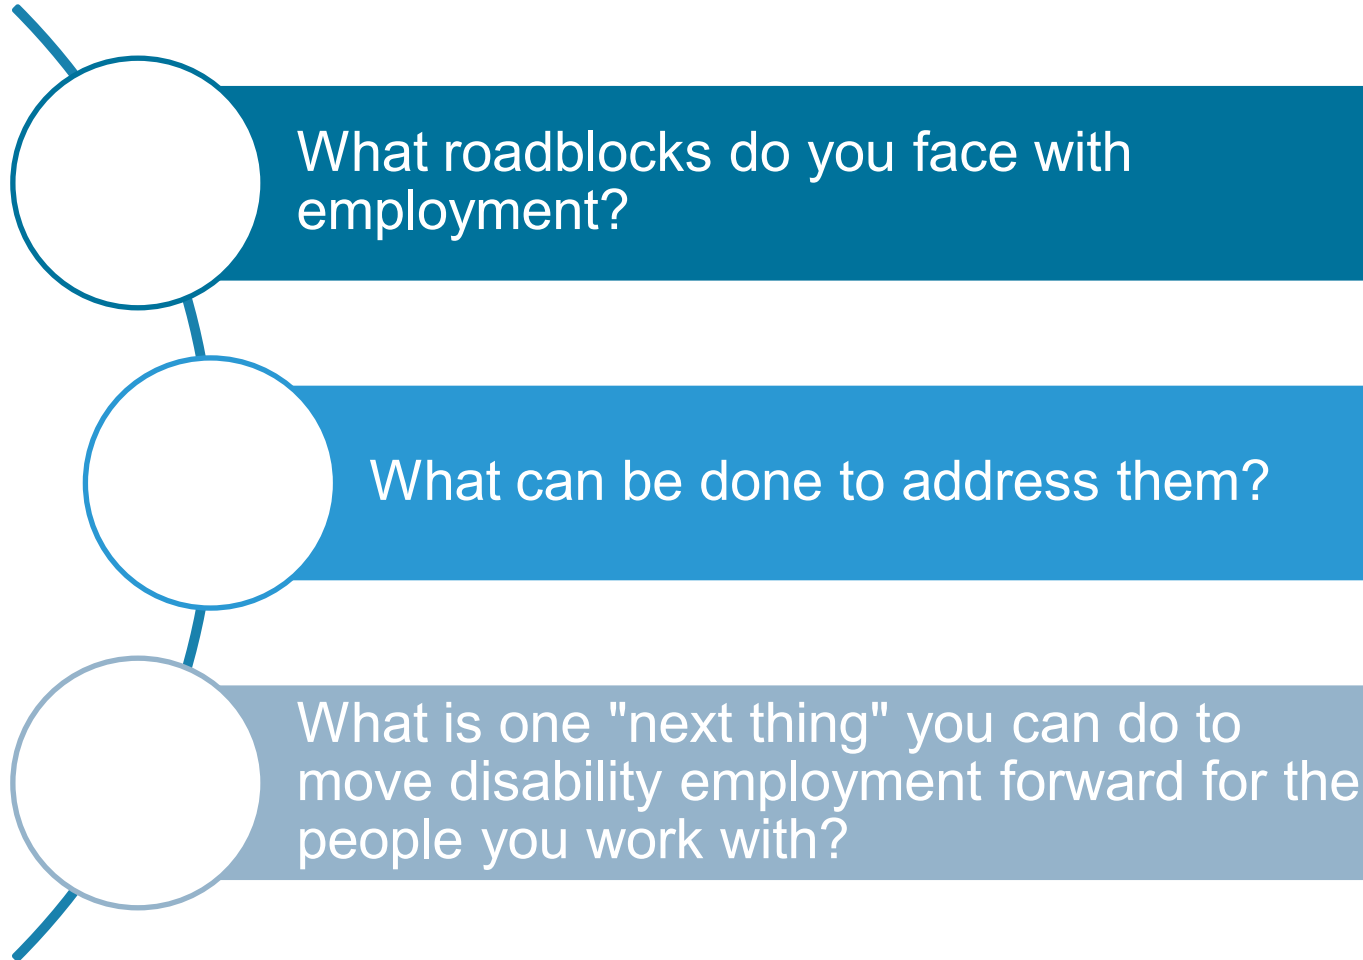 What roadblocks do you face with
employment?
What can be done to address them?
What is one "next thing" you can do to
move disability employment forward for the
people you work with?